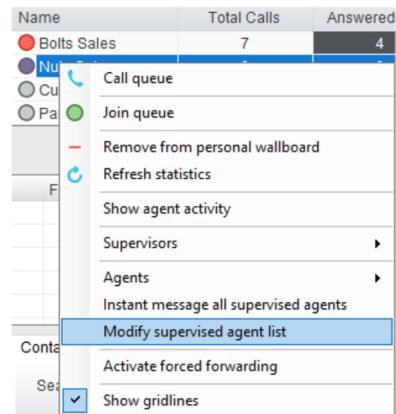 Name Total Calls Answered
Bolts Sales 7 4
Call queue
Join queue
Remove from personal wallboard
Refresh statistics
Show agent activity
Supervisors
Agents
Instant message all supervised agents
Modify supervised agent list
Activate forced forwarding
Show gridlines